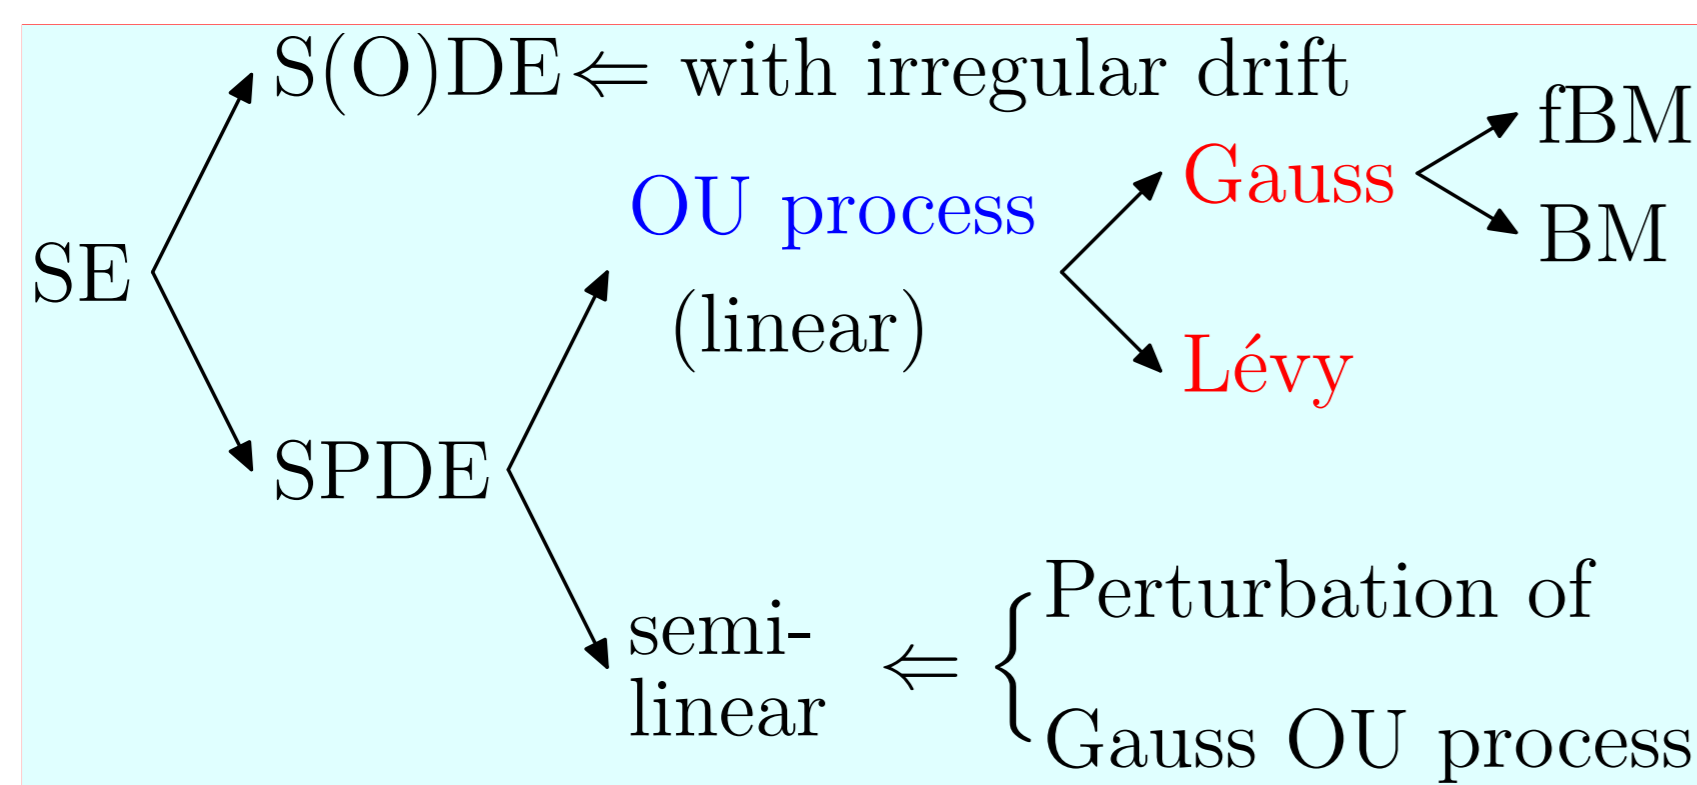 S(O)DE ⇐ with irregular drift
fBM
Gauss
OU process
BM
SE
(linear)
Lévy
SPDE
Perturbation of
semi-
linear
⇐
Gauss OU process